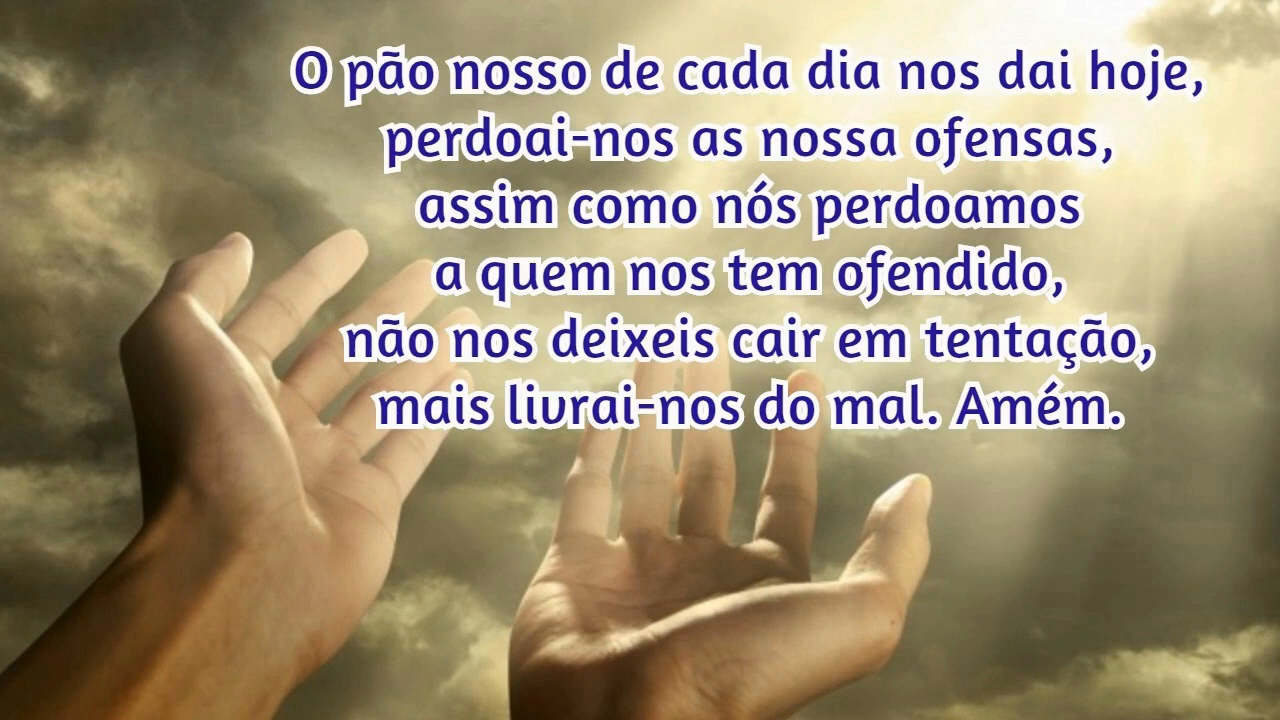 O pão nosso de cada dia nos dai hoje,
perdoai-nos as nossa ofensas,
assim como nós perdoamos
a quem nos tem ofendido,
não nos deixeis cair em tentação,
mais livrai-nos do mal. Amém.